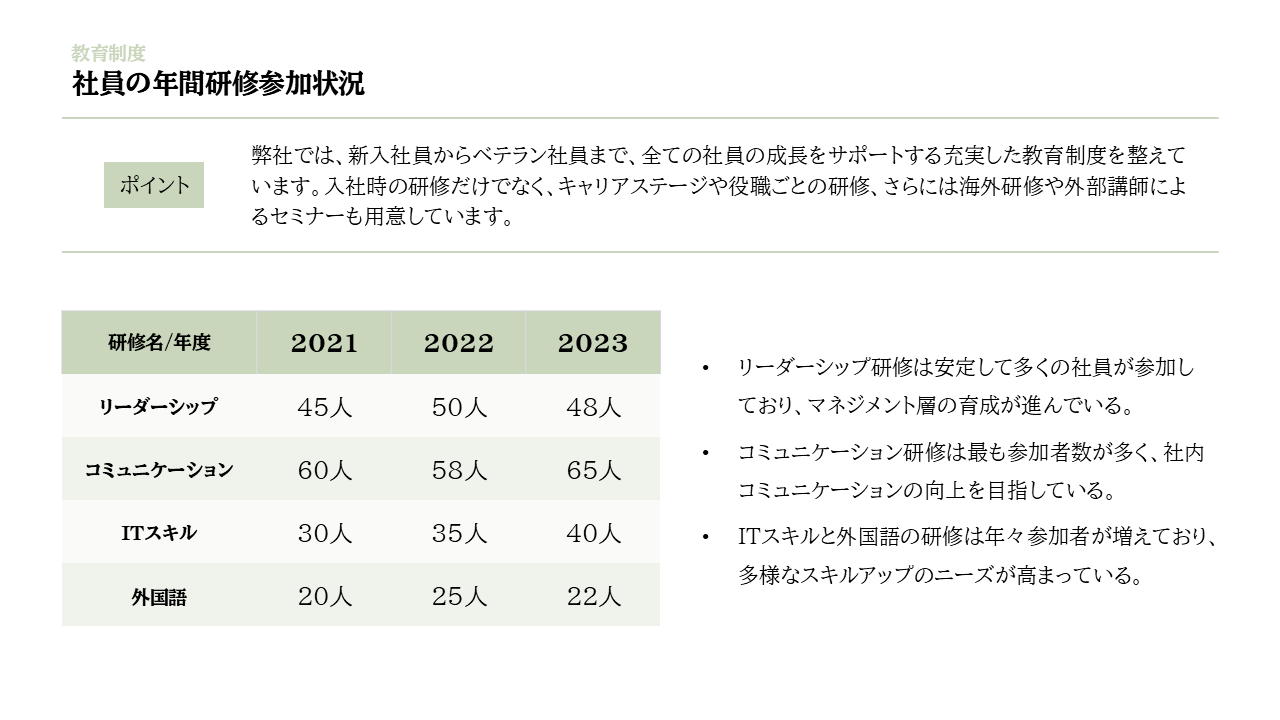 教育制度
社員の年間研修参加状況
ポイント
弊社では、新入社員からベテラン社員まで、全ての社員の成長をサポートする充実した教育制度を整えて
います。入社時の研修だけでなく、キャリアステージや役職ごとの研修、さらには海外研修や外部講師によ
るセミナーも用意しています。
研修名/年度 2021 2022 2023
リーダーシップ 45人 50人 48人
コミュニケーション 60人 58人 65人
ITスキル 30人 35人 40人
外国語 20人 25人 22人
• リーダーシップ研修は安定して多くの社員が参加し
ており、マネジメント層の育成が進んでいる。
• コミュニケーション研修は最も参加者数が多く、社内
コミュニケーションの向上を目指している。
• ITスキルと外国語の研修は年々参加者が増えており、
多様なスキルアップのニーズが高まっている。